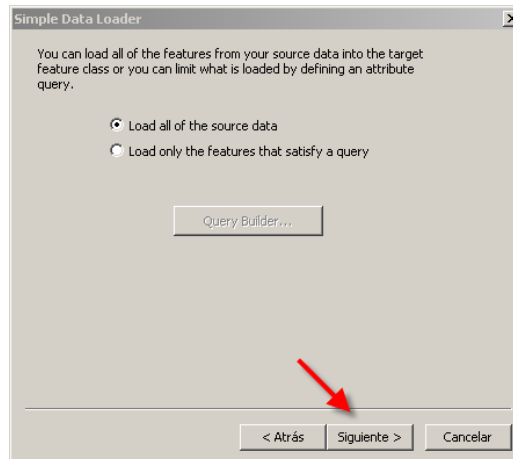 Simple Data Loader
You can load all of the features from your source data into the target
feature class or you can limit what is loaded by defining an attribute
query.
Load all of the source data
Load only the features that satisfy a query
Query Builder...
< Atrás
Siguiente >
Cancelar